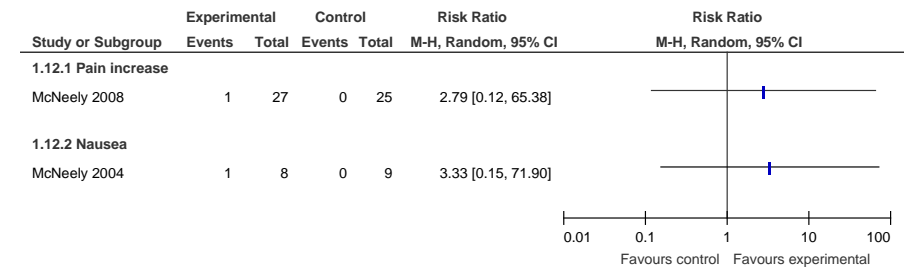 Experimental Control Risk Ratio Risk Ratio
Study or Subgroup Events Total Events Total M-H, Random, 95% CI M-H, Random, 95% CI
1.12.1 Pain increase
McNeely 2008 1 27 0 25 2.79 [0.12, 65.38]
1.12.2 Nausea
McNeely 2004 1 8 0 9 3.33 [0.15, 71.90]
0.01 0.1 1 10 100
Favours control Favours experimental